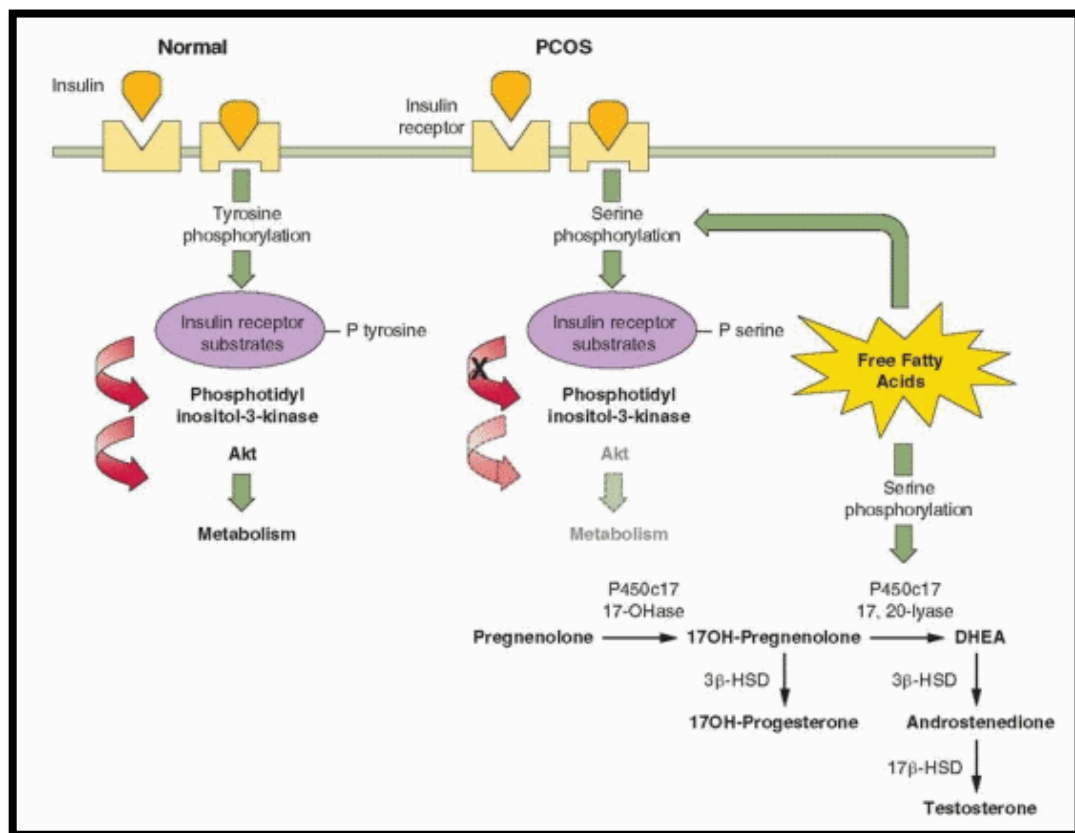 Normal
PCOS
Insulin
Insulin
receptor
Tyrosine
phosphorylation
Serine
phosphorylation
Insulin receptor
substrates
P tyrosine
Insulin receptor
substrates
P serine
Free Fatty
Acids
X
Phosphotidyl
inositol-3-kinase
Phosphotidyl
inositol-3-kinase
Akt
Akt
Serine
phosphorylation
Metabolism
Metabolism
P450c17
17-OHase
P450c17
17, 20-lyase
Pregnenolone
17OH-Pregnenolone
DHEA
3β-HSD
3β-HSD
17OH-Progesterone
Androstenedione
17β-HSD
Testosterone